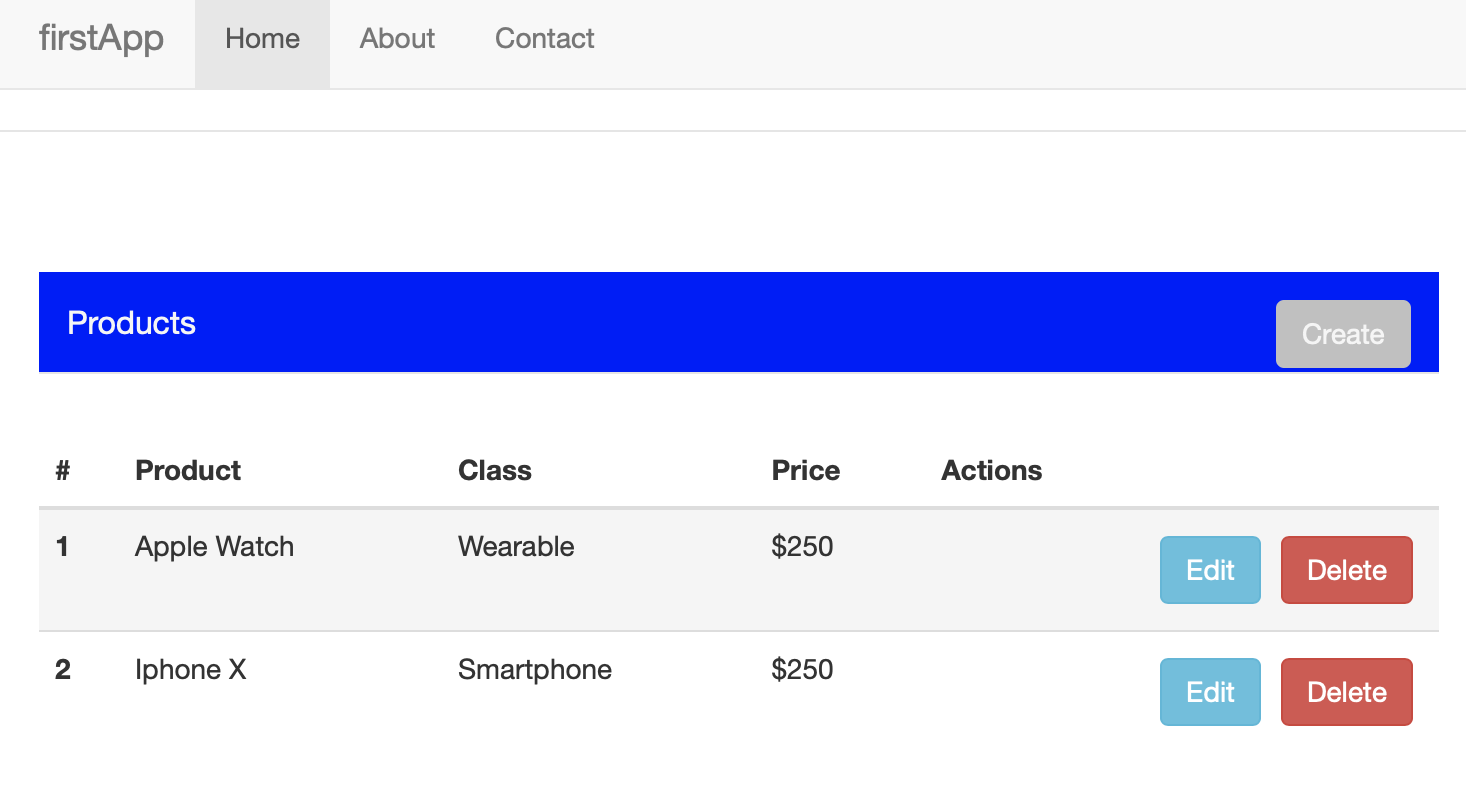 firstApp Home About Contact
Products Create
# Product Class Price Actions
1 Apple Watch Wearable $250 Edit Delete
2 Iphone X Smartphone $250 Edit Delete